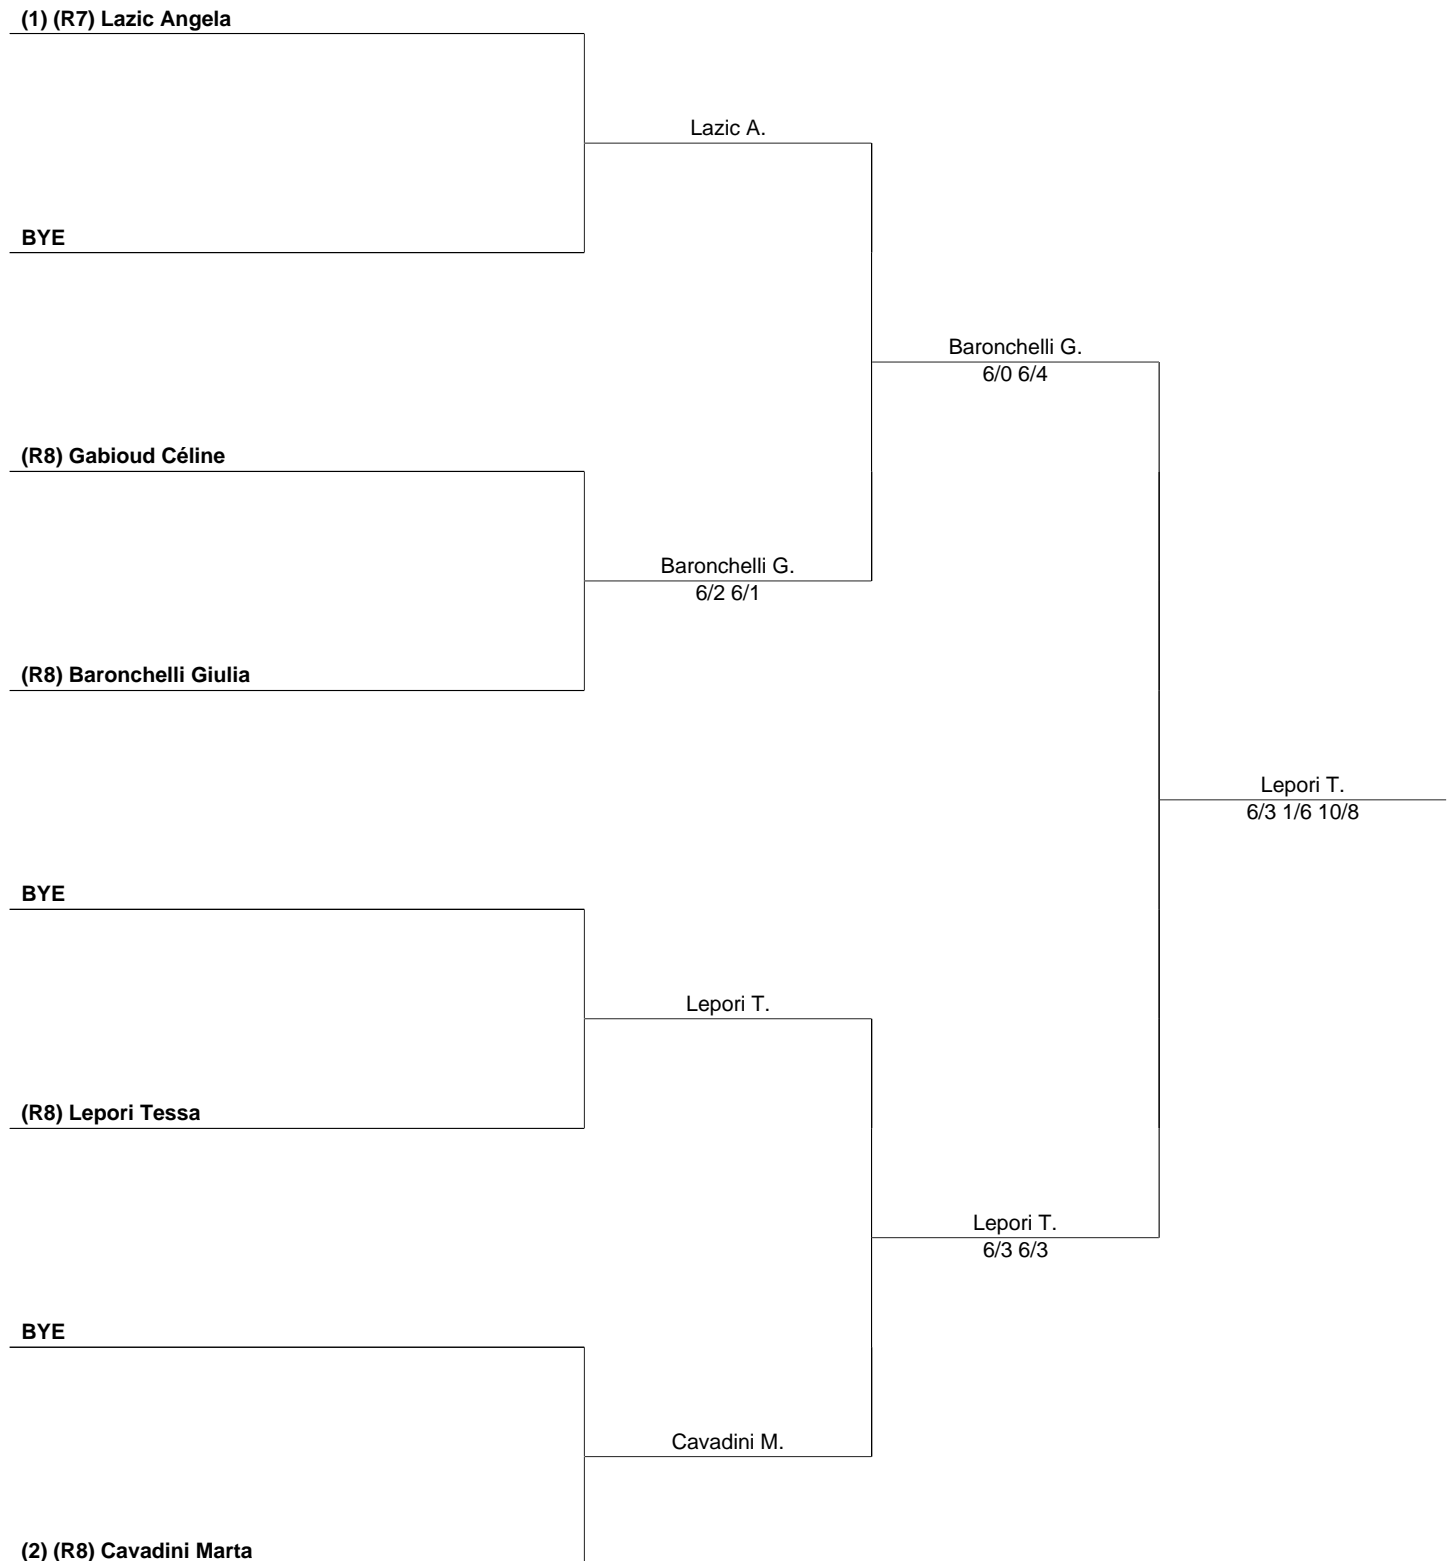 (1) (R7) Lazic Angela
Lazic A.
BYE
Baronchelli G.
6/0 6/4
(R8) Gabioud Céline
Baronchelli G.
6/2 6/1
(R8) Baronchelli Giulia
Lepori T.
6/3 1/6 10/8
BYE
Lepori T.
(R8) Lepori Tessa
Lepori T.
6/3 6/3
BYE
Cavadini M.
(2) (R8) Cavadini Marta